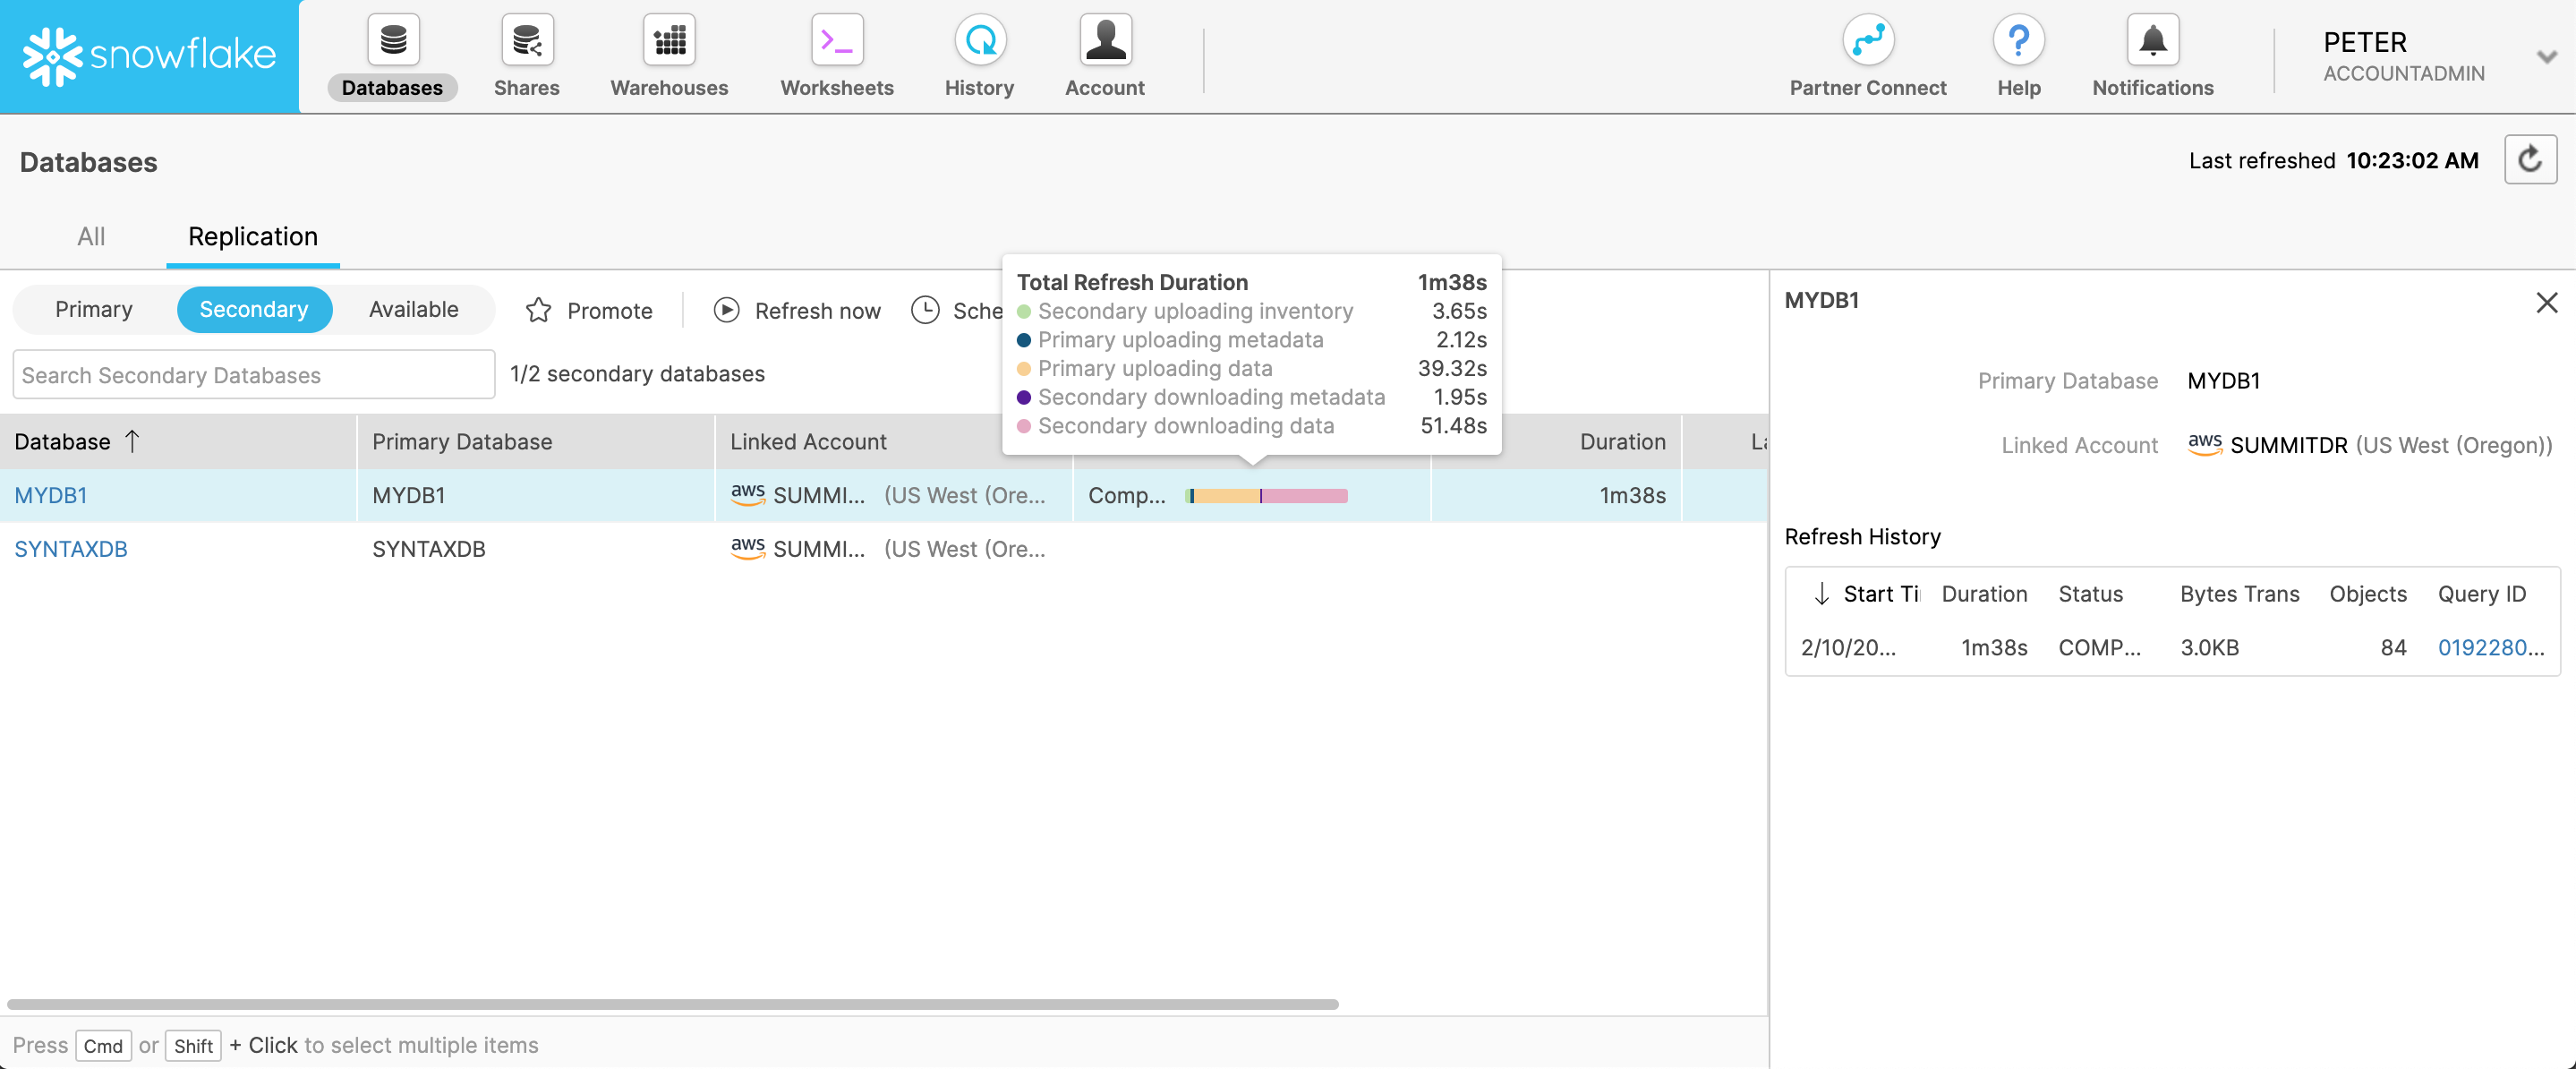 snowflake
Databases
Shares
Warehouses
Worksheets
History
Account
Partner Connect
Help
Notifications
PETER
ACCOUNTADMIN
Databases
Last refreshed 10:23:02 AM
All
Replication
Primary
Secondary
Available
Promote
Refresh now
Sche
Total Refresh Duration 1m38s
Secondary uploading inventory 3.65s
Primary uploading metadata 2.12s
Primary uploading data 39.32s
Secondary downloading metadata 1.95s
Secondary downloading data 51.48s
Search Secondary Databases
1/2 secondary databases
Database ↑ Primary Database Linked Account Duration La
MYDB1 MYDB1 aws SUMMI... (US West (Ore... Comp... 1m38s
SYNTAXDB SYNTAXDB aws SUMMI... (US West (Ore...
Press Cmd or Shift + Click to select multiple items
MYDB1
Primary Database MYDB1
Linked Account aws SUMMITDR (US West (Oregon))
Refresh History
↓ Start Ti Duration Status Bytes Trans Objects Query ID
2/10/20... 1m38s COMP... 3.0KB 84 0192280...